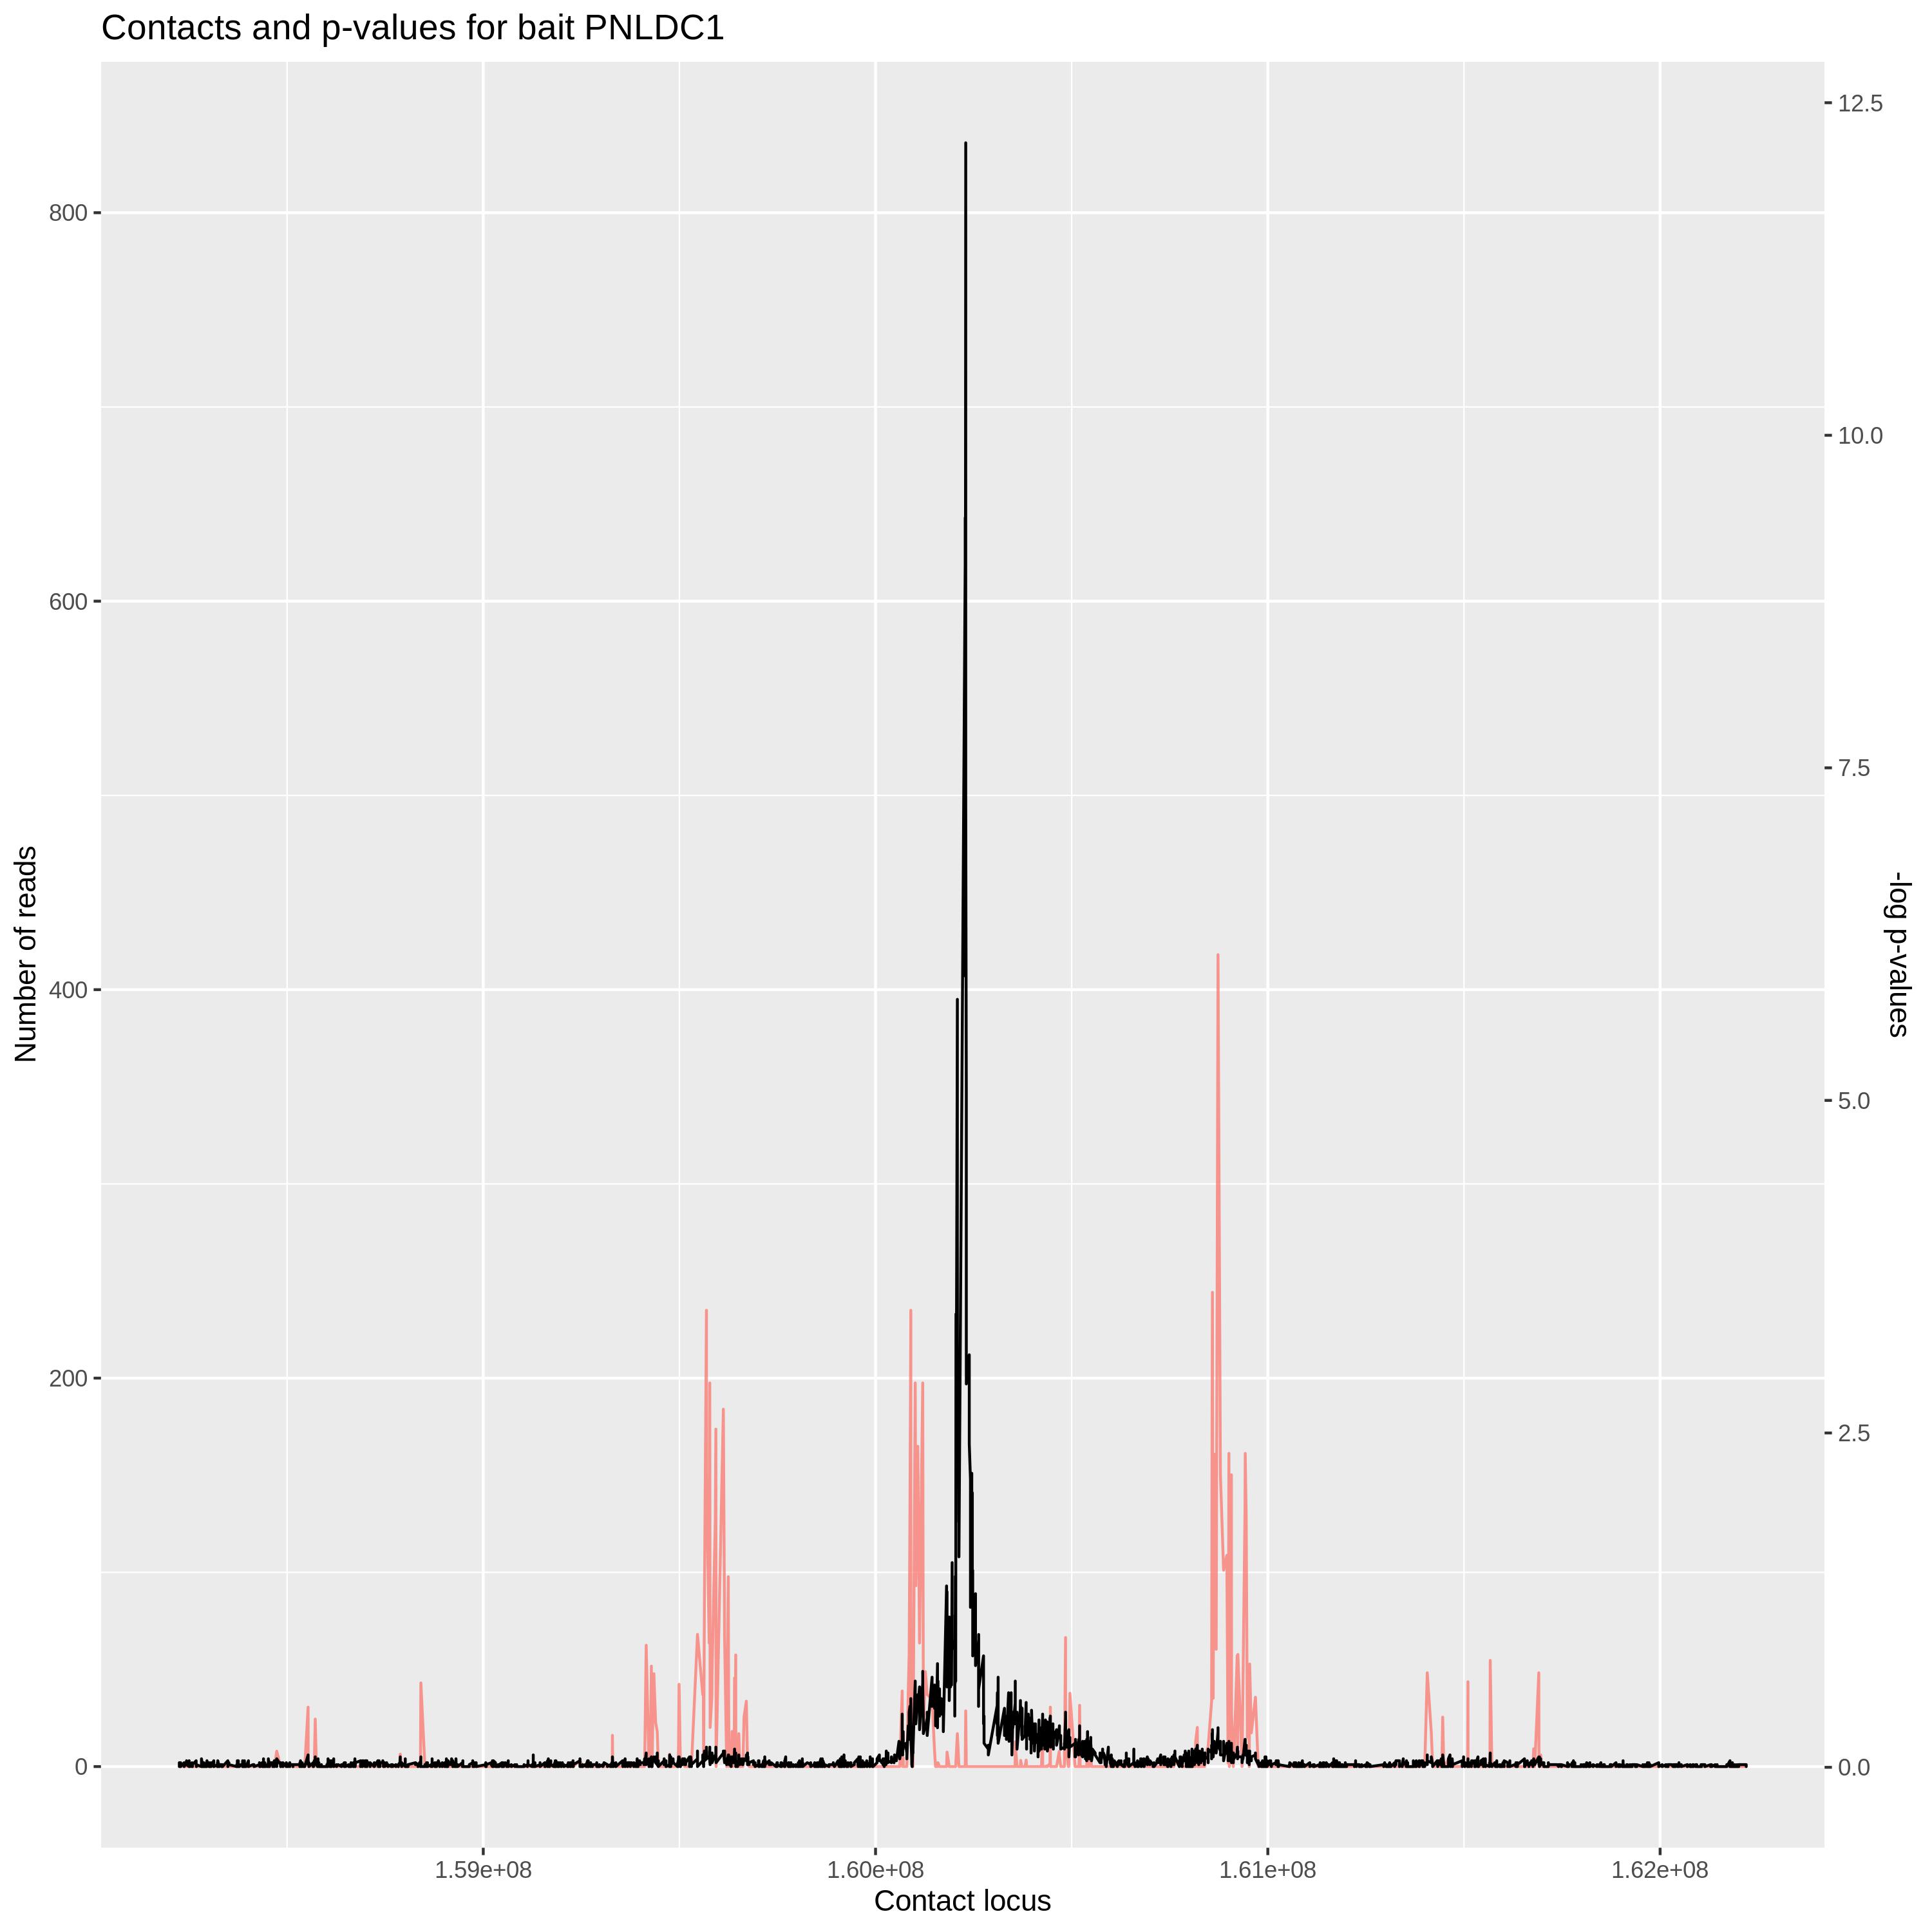 Contacts and p-values for bait PNLDC1
Number of reads
800
600
400
200
0
12.5
10.0
7.5
5.0
2.5
0.0
-log p-values
1.59e+08
1.60e+08
1.61e+08
1.62e+08
Contact locus